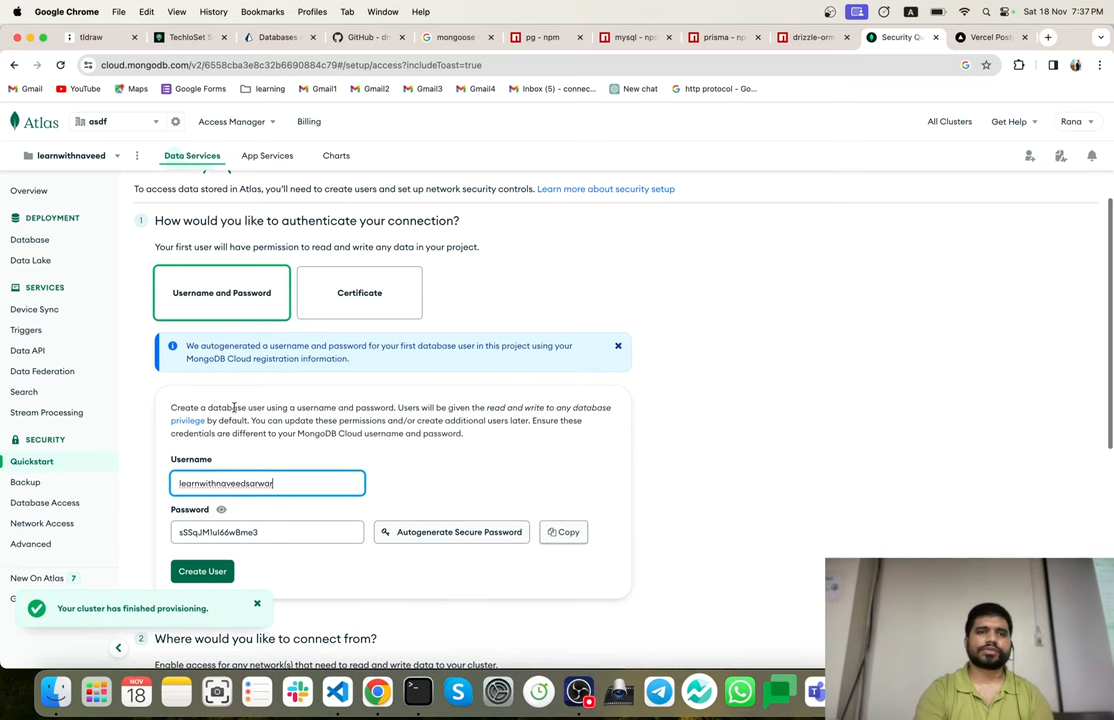 Google Chrome File Edit View History Bookmarks Profiles Tab Window Help A Sat 18 Nov 7:37 PM
tldraw TechloSet S Databases GitHub - dr mongoose pg - npm mysql - np prisma - npm drizzle-orm Security Qu Vercel Post
cloud.mongodb.com/v2/6558cba3e8c32b6690884c79#/setup/access?includeToast=true
Gmail YouTube Maps Google Forms learning Gmail1 Gmail2 Gmail3 Gmail4 Inbox (1) - connec... New chat http protocol - Go...
Atlas asdf Access Manager Billing All Clusters Get Help Rana
learnwithnaveed Data Services App Services Charts
Overview
DEPLOYMENT
Database
Data Lake
SERVICES
Device Sync
Triggers
Data API
Data Federation
Search
Stream Processing
SECURITY
Quickstart
Backup
Database Access
Network Access
Advanced
New On Atlas 7
G
To access data stored in Atlas, you'll need to create users and set up network security controls. Learn more about security setup
1 How would you like to authenticate your connection?
Your first user will have permission to read and write any data in your project.
Username and Password Certificate
We autogenerated a username and password for your first database user in this project using your
MongoDB Cloud registration information.
Create a database user using a username and password. Users will be given the read and write to any database
privilege by default. You can update these permissions and/or create additional users later. Ensure these
credentials are different to your MongoDB Cloud username and password.
Username
learnwithnaveedsarwar
Password
sSSqJM1uI66wBme3 Autogenerate Secure Password Copy
Create User
Your cluster has finished provisioning.
2 Where would you like to connect from?
Enable access for any network(s) that need to read and write data to your cluster.
NOV
18